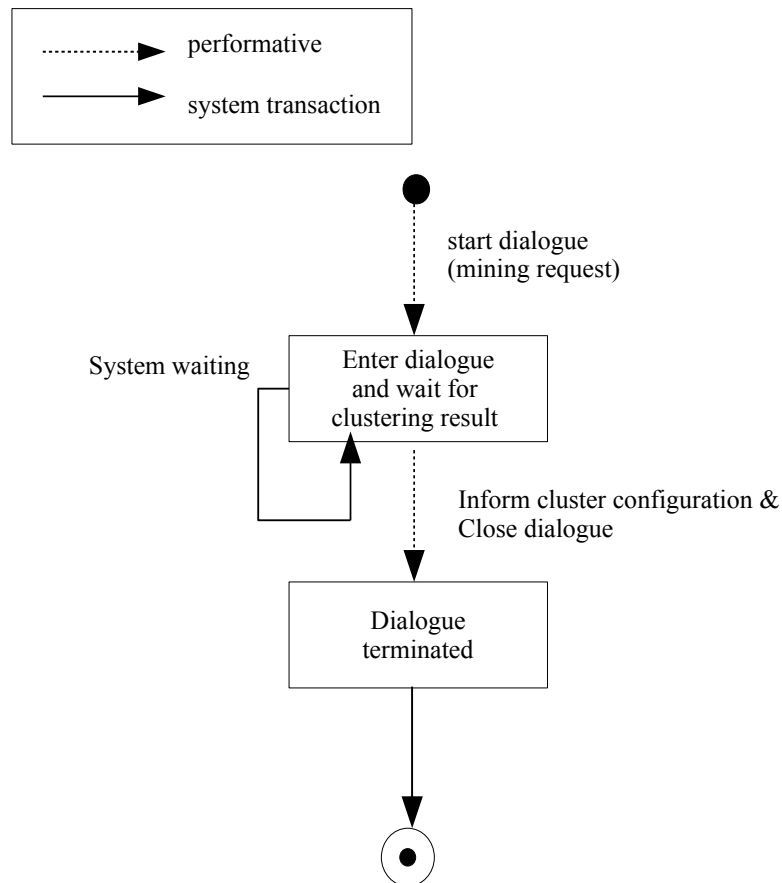 performative
system transaction
start dialogue
(mining request)
System waiting
Enter dialogue
and wait for
clustering result
Inform cluster configuration &
Close dialogue
Dialogue
terminated